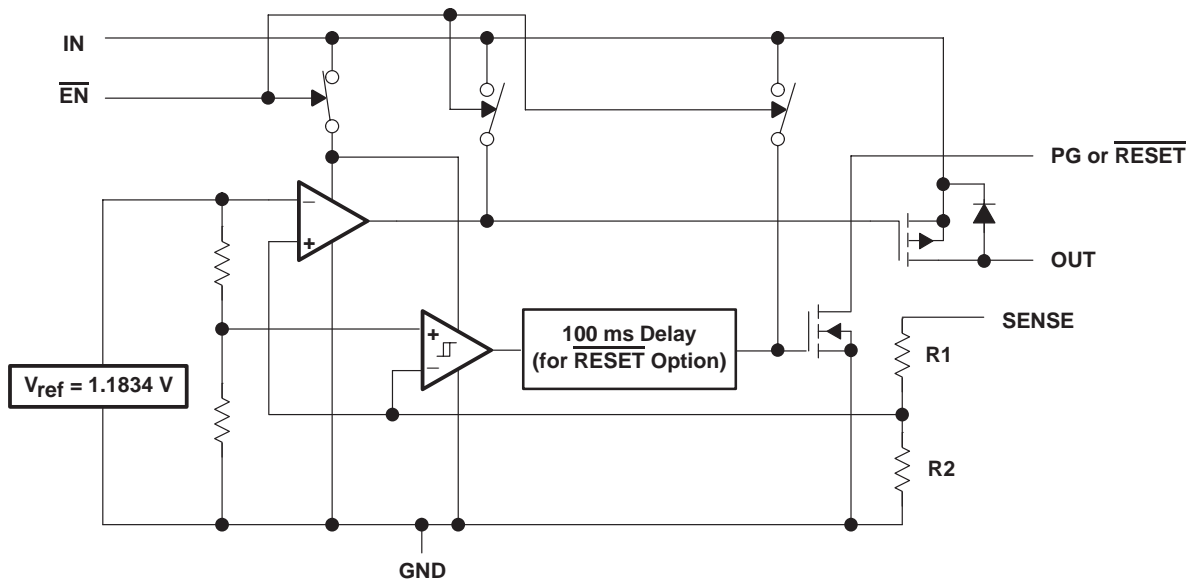 IN
EN
PG or RESET
OUT
SENSE
R1
R2
–
+
+
–
100 ms Delay
(for RESET Option)
Vref = 1.1834 V
GND